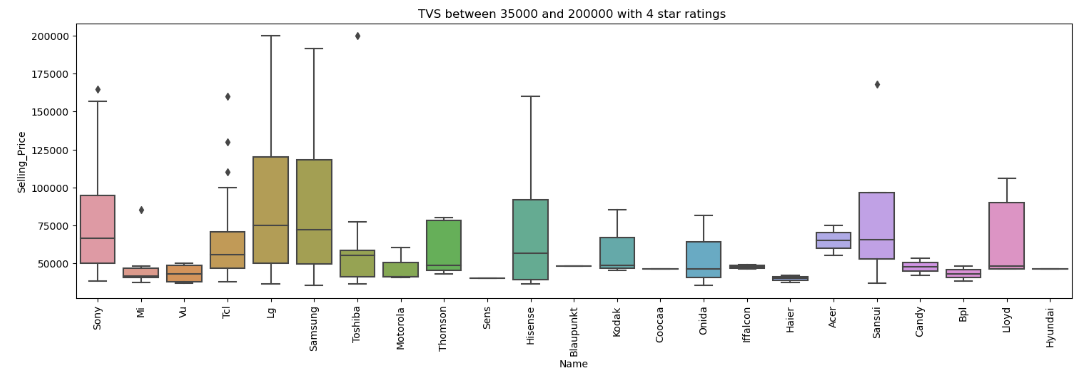 TVS between 35000 and 200000 with 4 star ratings
200000
175000
150000
125000
100000
75000
50000
Selling_Price
Sony
Mi
Vu
Tcl
Lg
Samsung
Toshiba
Motorola
Thomson
Sens
Hisense
Blaupunkt
Kodak
Coocaa
Onida
Iffalcon
Haier
Acer
Sansui
Candy
Bpl
Lloyd
Hyundai
Name